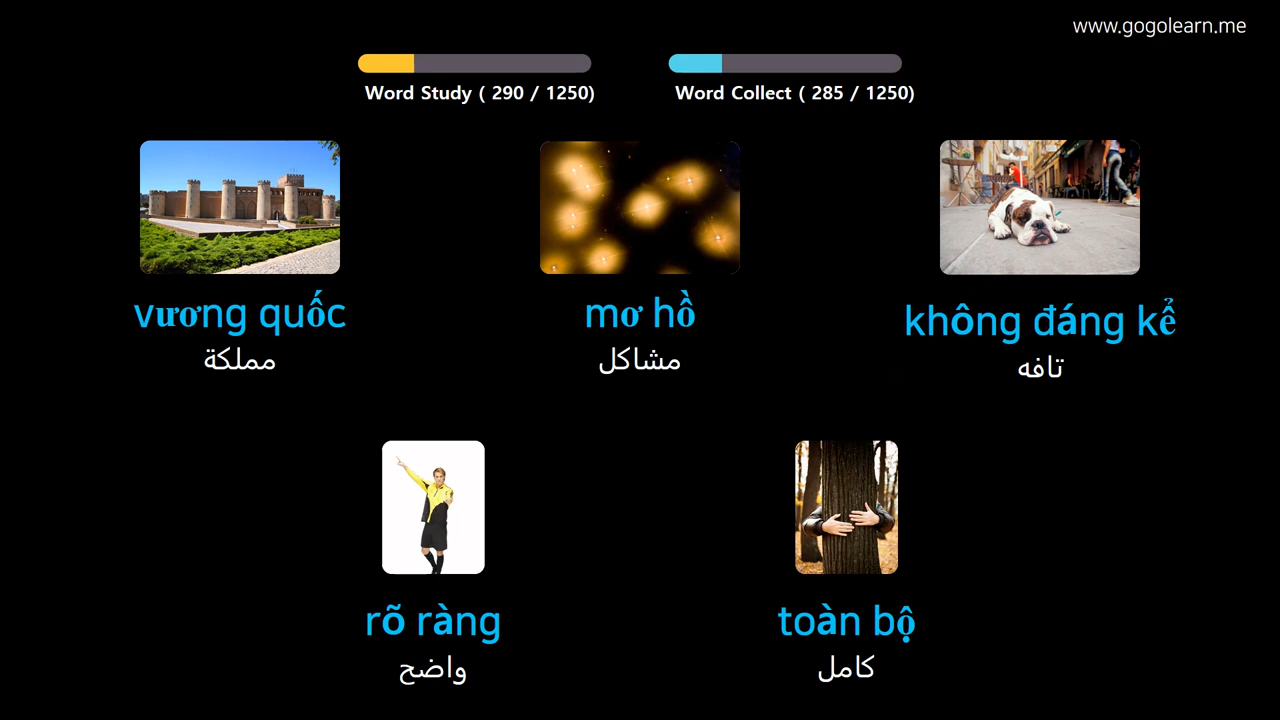 www.gogolearn.me
Word Study ( 290 / 1250)
Word Collect ( 285 / 1250)
vương quốc
مملكة
mơ hồ
مشاكل
không đáng kể
تافه
rõ ràng
واضح
toàn bộ
كامل